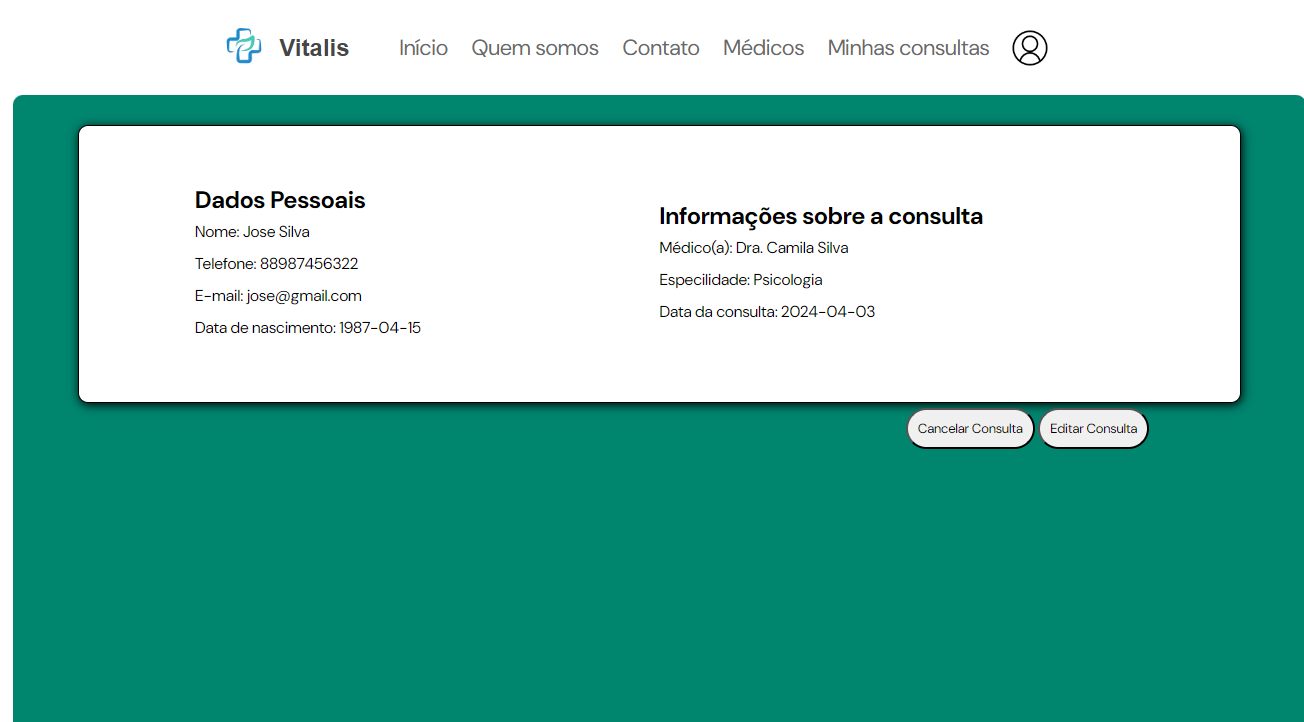 Vitalis Início Quem somos Contato Médicos Minhas consultas
Dados Pessoais
Nome: Jose Silva
Telefone: 88987456322
E-mail: jose@gmail.com
Data de nascimento: 1987-04-15
Informações sobre a consulta
Médico(a): Dra. Camila Silva
Especilidade: Psicologia
Data da consulta: 2024-04-03
Cancelar Consulta Editar Consulta